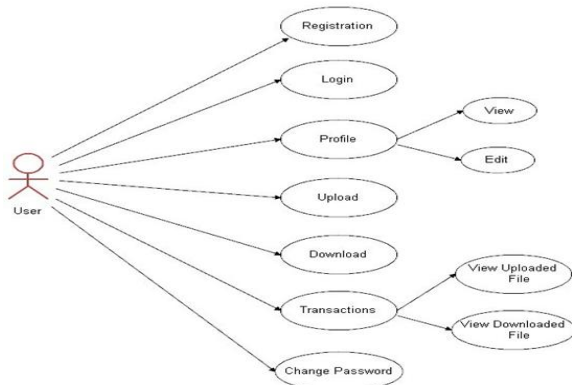 Registration
Login
View
Profile
Edit
User
Upload
Download
View Uploaded
File
Transactions
View Downloaded
File
Change Password